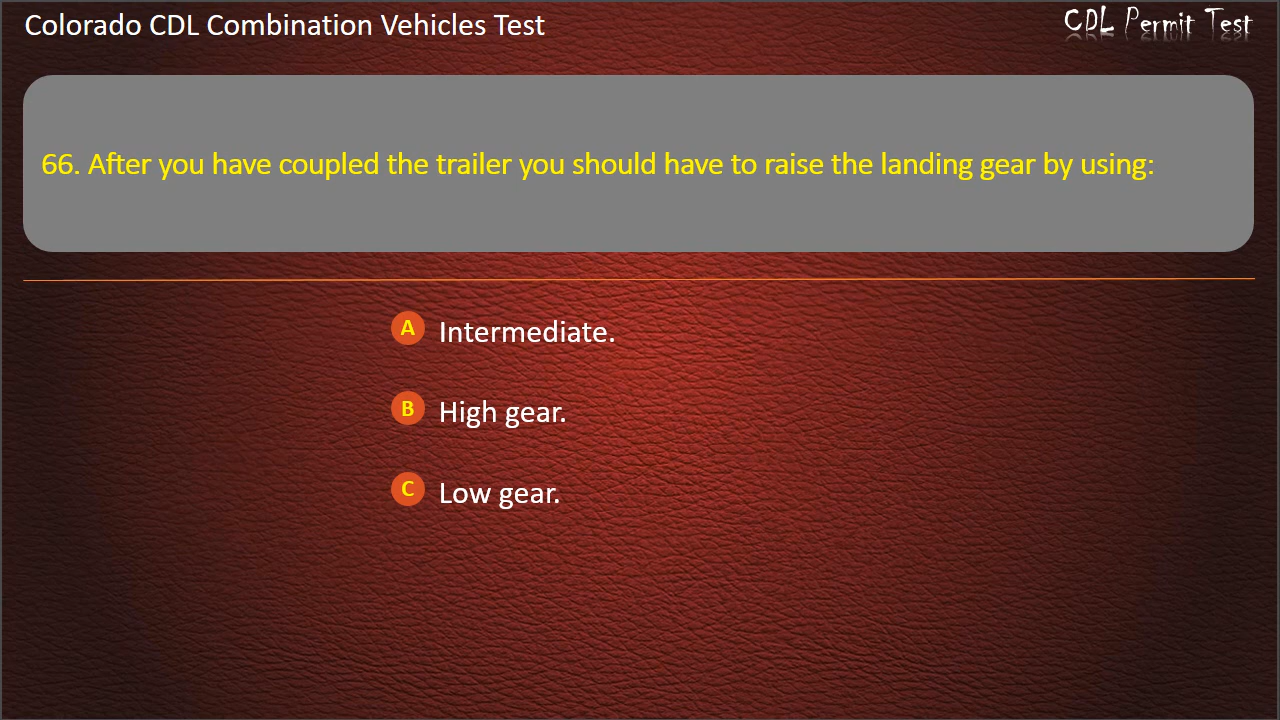 Colorado CDL Combination Vehicles Test
CDL Permit Test
66. After you have coupled the trailer you should have to raise the landing gear by using:
A Intermediate.
B High gear.
C Low gear.